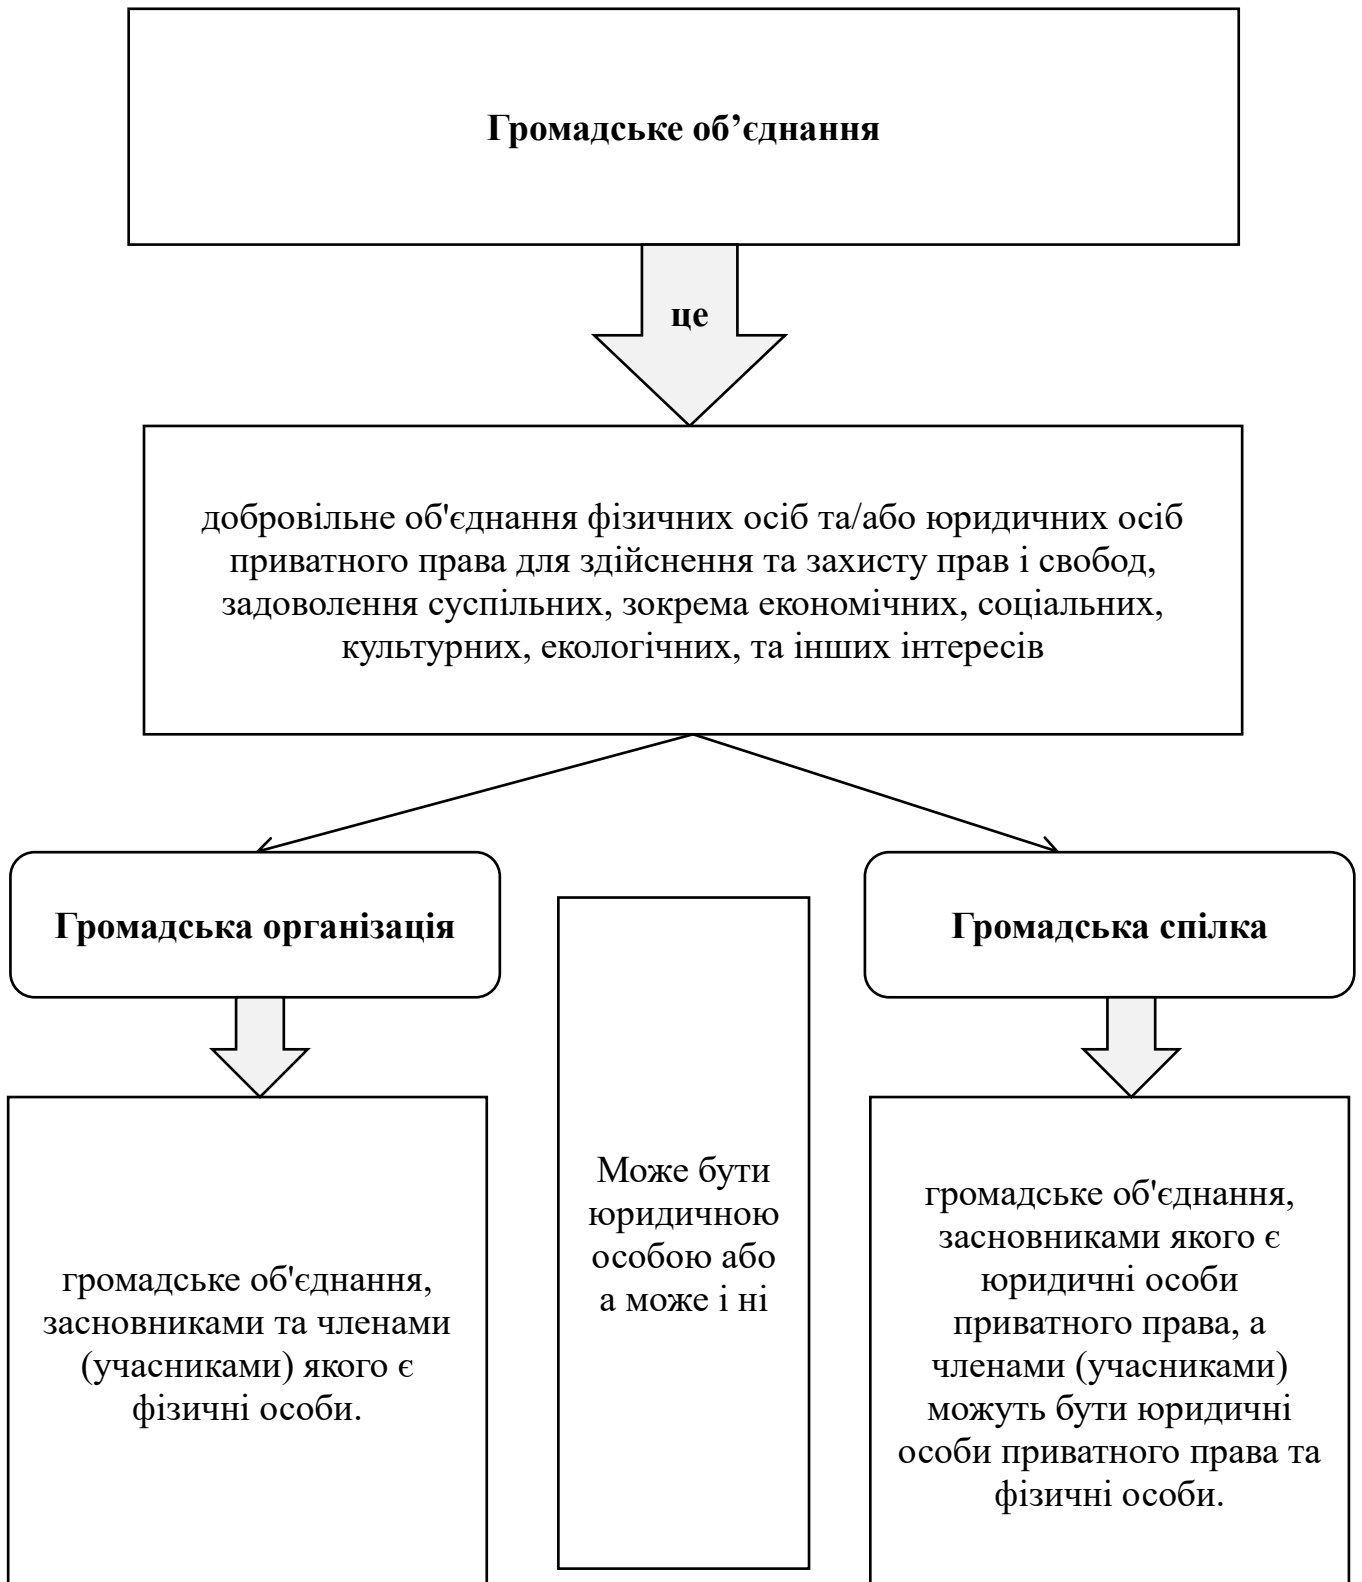 Громадське об’єднання
це
добровільне об'єднання фізичних осіб та/або юридичних осіб
приватного права для здійснення та захисту прав і свобод,
задоволення суспільних, зокрема економічних, соціальних,
культурних, екологічних, та інших інтересів
Громадська організація
Громадська спілка
громадське об'єднання,
засновниками та членами
(учасниками) якого є
фізичні особи.
Може бути
юридичною
особою або
а може і ні
громадське об'єднання,
засновниками якого є
юридичні особи
приватного права, а
членами (учасниками)
можуть бути юридичні
особи приватного права та
фізичні особи.